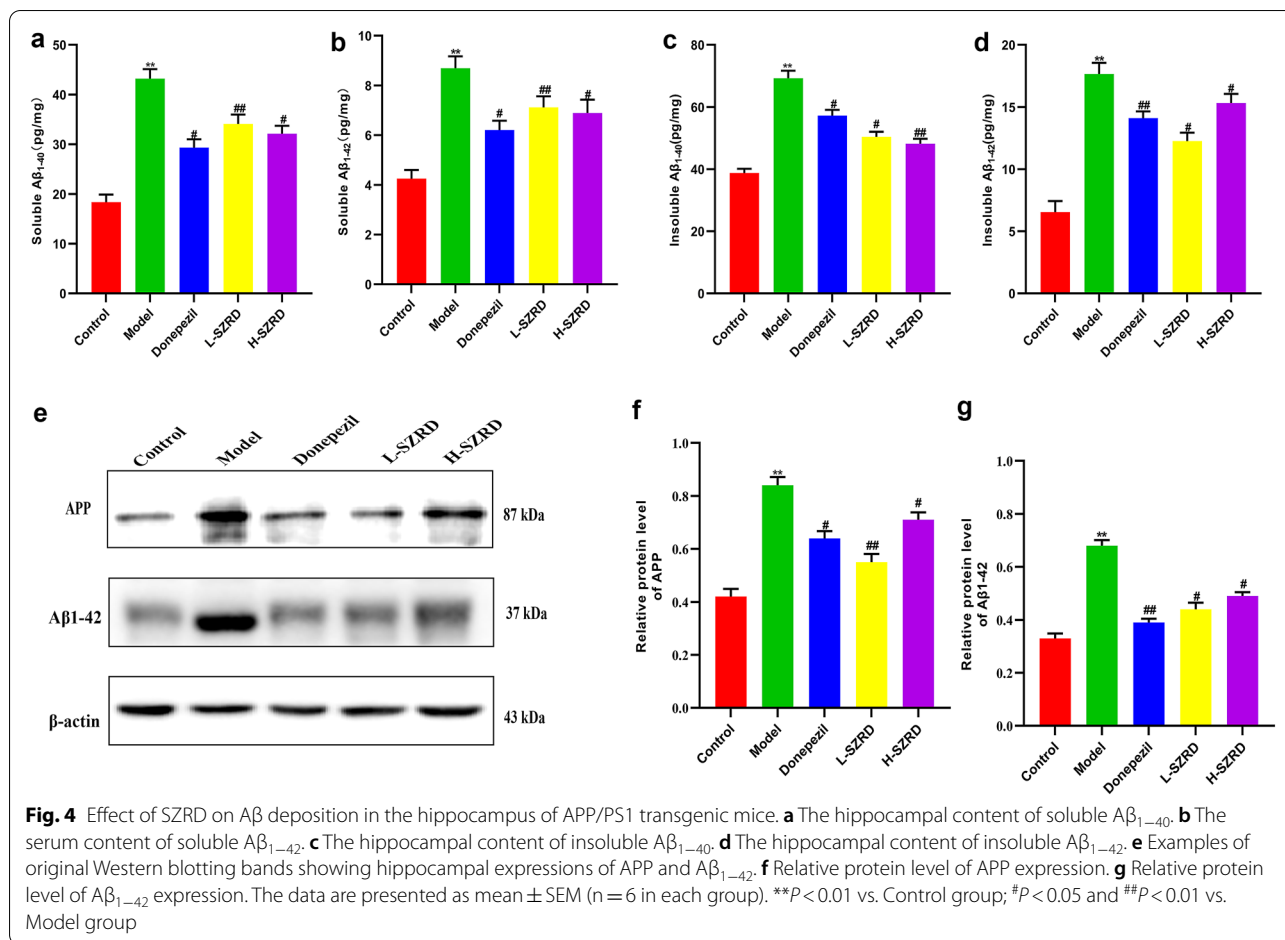 a
Soluble Aβ1-40 (pg/mg)
50
40
30
20
10
0
**
#
##
#
Control
Model
Donepezil
L-SZRD
H-SZRD
b
Soluble Aβ1-42 (pg/mg)
10
8
6
4
2
0
**
#
##
#
Control
Model
Donepezil
L-SZRD
H-SZRD
c
Insoluble Aβ1-40(pg/mg)
80
60
40
20
0
**
#
#
##
Control
Model
Donepezil
L-SZRD
H-SZRD
d
Insoluble Aβ1-42(pg/mg)
20
15
10
5
0
**
##
#
#
Control
Model
Donepezil
L-SZRD
H-SZRD
e
Control
Model
Donepezil
L-SZRD
H-SZRD
APP
87 kDa
Aβ1-42
37 kDa
β-actin
43 kDa
f
Relative protein level
of APP
1.0
0.8
0.6
0.4
0.2
0.0
**
#
##
#
Control
Model
Donepezil
L-SZRD
H-SZRD
g
Relative protein level
of Aβ1-42
1.0
0.8
0.6
0.4
0.2
0.0
**
##
#
#
Control
Model
Donepezil
L-SZRD
H-SZRD
Fig. 4 Effect of SZRD on Aβ deposition in the hippocampus of APP/PS1 transgenic mice. a The hippocampal content of soluble Aβ1−40. b The
serum content of soluble Aβ1−42. c The hippocampal content of insoluble Aβ1−40. d The hippocampal content of insoluble Aβ1−42. e Examples of
original Western blotting bands showing hippocampal expressions of APP and Aβ1−42. f Relative protein level of APP expression. g Relative protein
level of Aβ1−42 expression. The data are presented as mean ± SEM (n = 6 in each group). **P < 0.01 vs. Control group; #P < 0.05 and ##P < 0.01 vs.
Model group